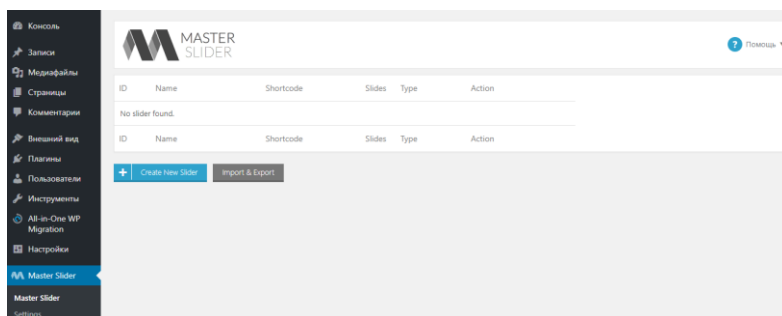 Консоль
Записи
Медиафайлы
Страницы
Комментарии
Внешний вид
Плагины
Пользователи
Инструменты
All-in-One WP
Migration
Настройки
Master Slider
Master Slider
Settings
MASTER
SLIDER
? Помощь
ID Name Shortcode Slides Type Action
No slider found.
ID Name Shortcode Slides Type Action
+ Create New Slider Import & Export